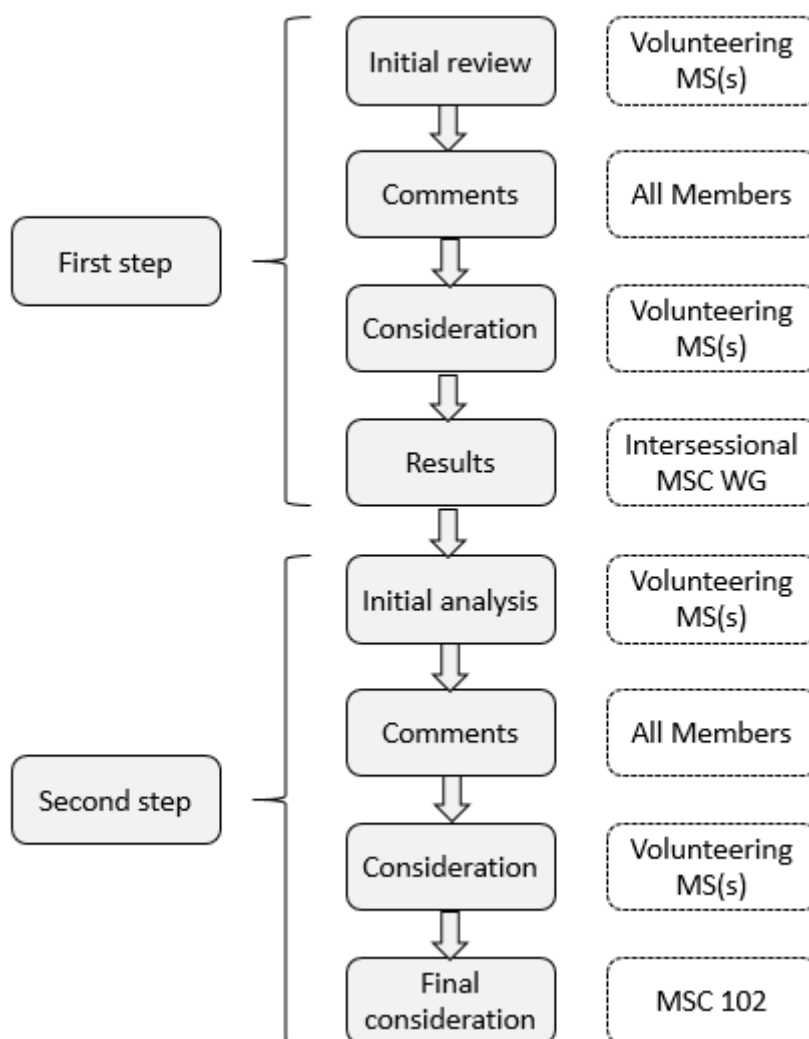 Initial review
Volunteering
MS(s)
Comments
All Members
First step
Consideration
Volunteering
MS(s)
Results
Intersessional
MSC WG
Initial analysis
Volunteering
MS(s)
Comments
All Members
Second step
Consideration
Volunteering
MS(s)
Final
consideration
MSC 102